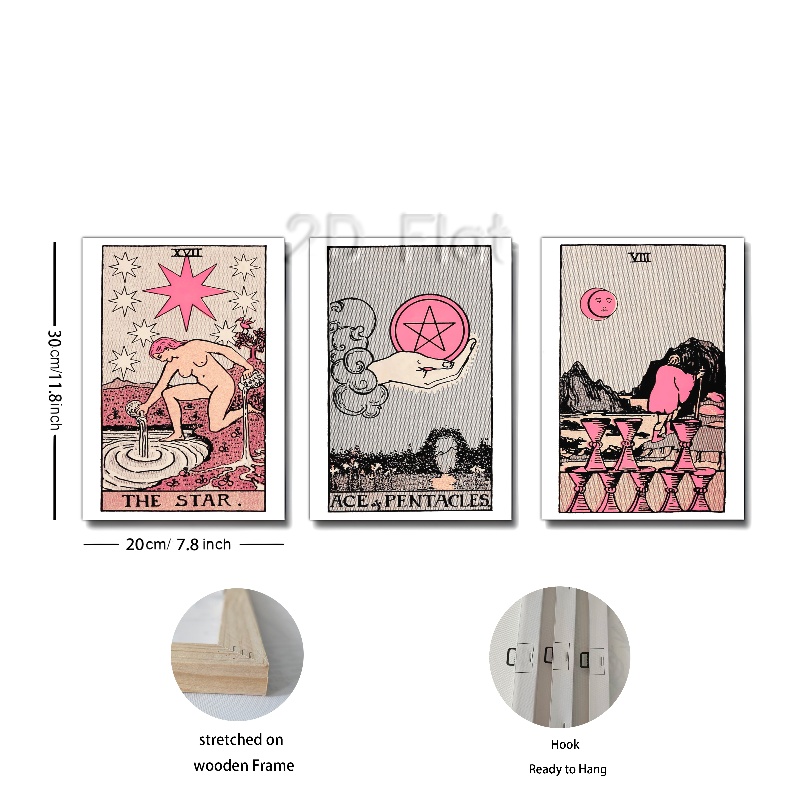 2D Flat
XVII
VIII
30cm/11.8inch
THE STAR.
ACE of PENTACLES
20cm/ 7.8 inch
stretched on
wooden Frame
Hook
Ready to Hang